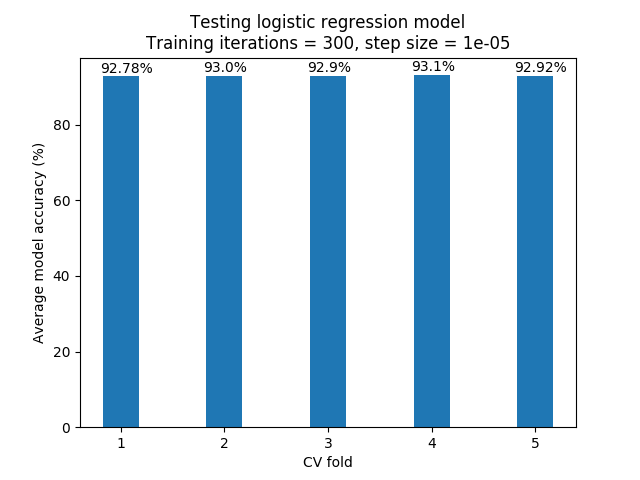 Testing logistic regression model
Training iterations = 300, step size = 1e-05
92.78% 93.0% 92.9% 93.1% 92.92%
80
60
40
20
0
Average model accuracy (%)
1 2 3 4 5
CV fold